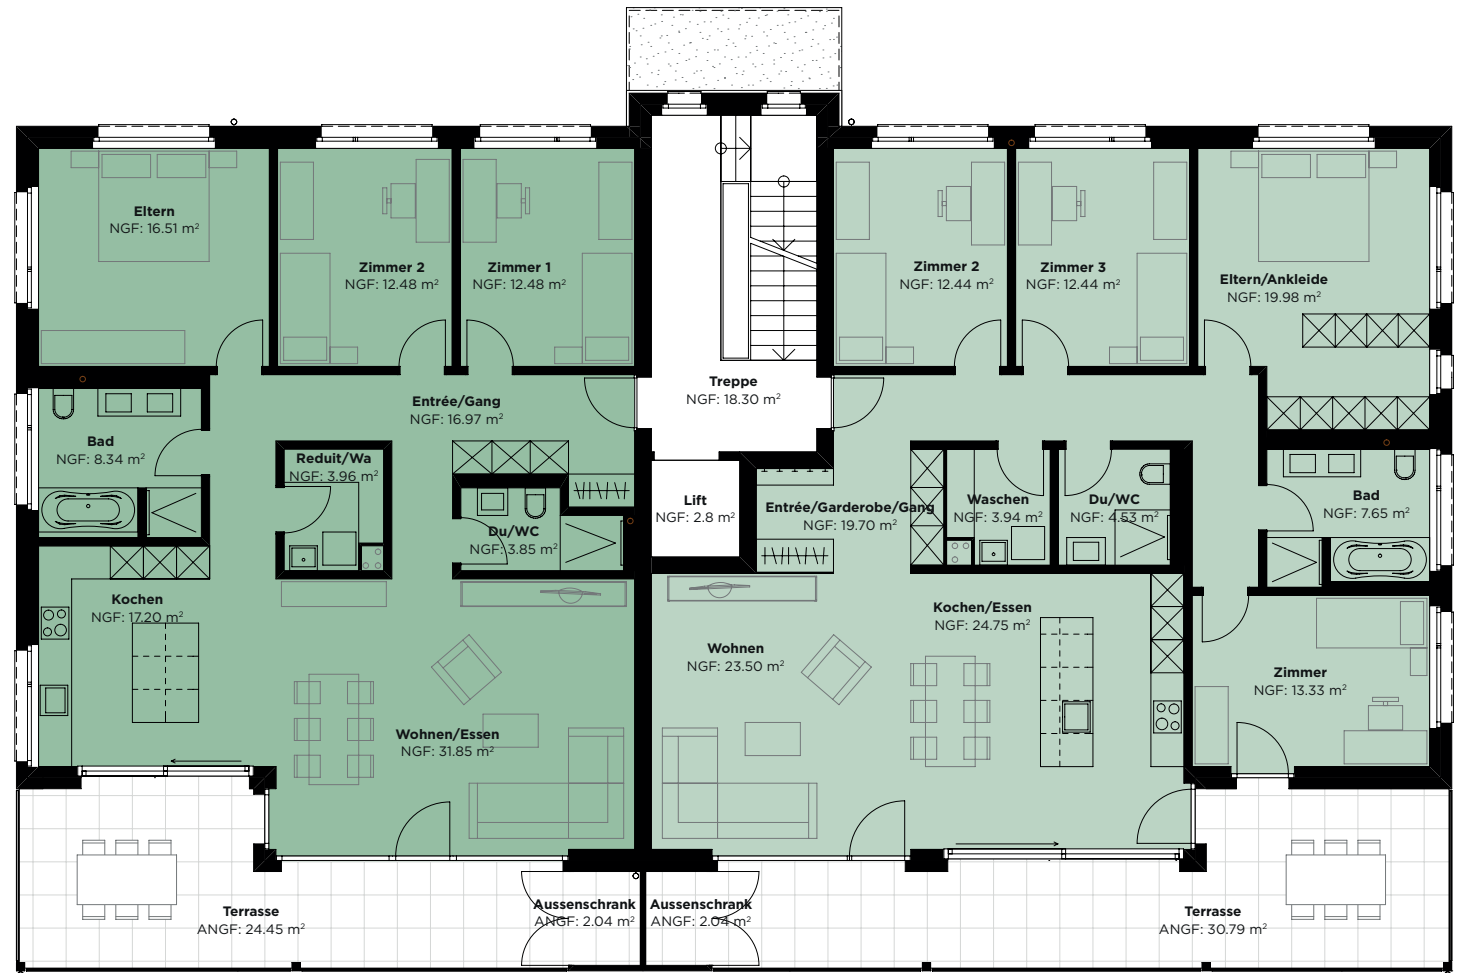 Eltern
NGF: 16.51 m²
Zimmer 2
NGF: 12.48 m²
Zimmer 1
NGF: 12.48 m²
Zimmer 2
NGF: 12.44 m²
Zimmer 3
NGF: 12.44 m²
Eltern/Ankleide
NGF: 19.98 m²
Treppe
NGF: 18.30 m²
Entrée/Gang
NGF: 16.97 m²
Bad
NGF: 8.34 m²
Reduit/Wa
NGF: 3.96 m²
Du/WC
NGF: 3.85 m²
Lift
NGF: 2.8 m²
Entrée/Garderobe/Gang
NGF: 19.70 m²
Waschen
NGF: 3.94 m²
Du/WC
NGF: 4.53 m²
Bad
NGF: 7.65 m²
Kochen
NGF: 17.20 m²
Wohnen/Essen
NGF: 31.85 m²
Wohnen
NGF: 23.50 m²
Kochen/Essen
NGF: 24.75 m²
Zimmer
NGF: 13.33 m²
Terrasse
ANGF: 24.45 m²
Aussenschrank
ANGF: 2.04 m²
Aussenschrank
ANGF: 2.04 m²
Terrasse
ANGF: 30.79 m²